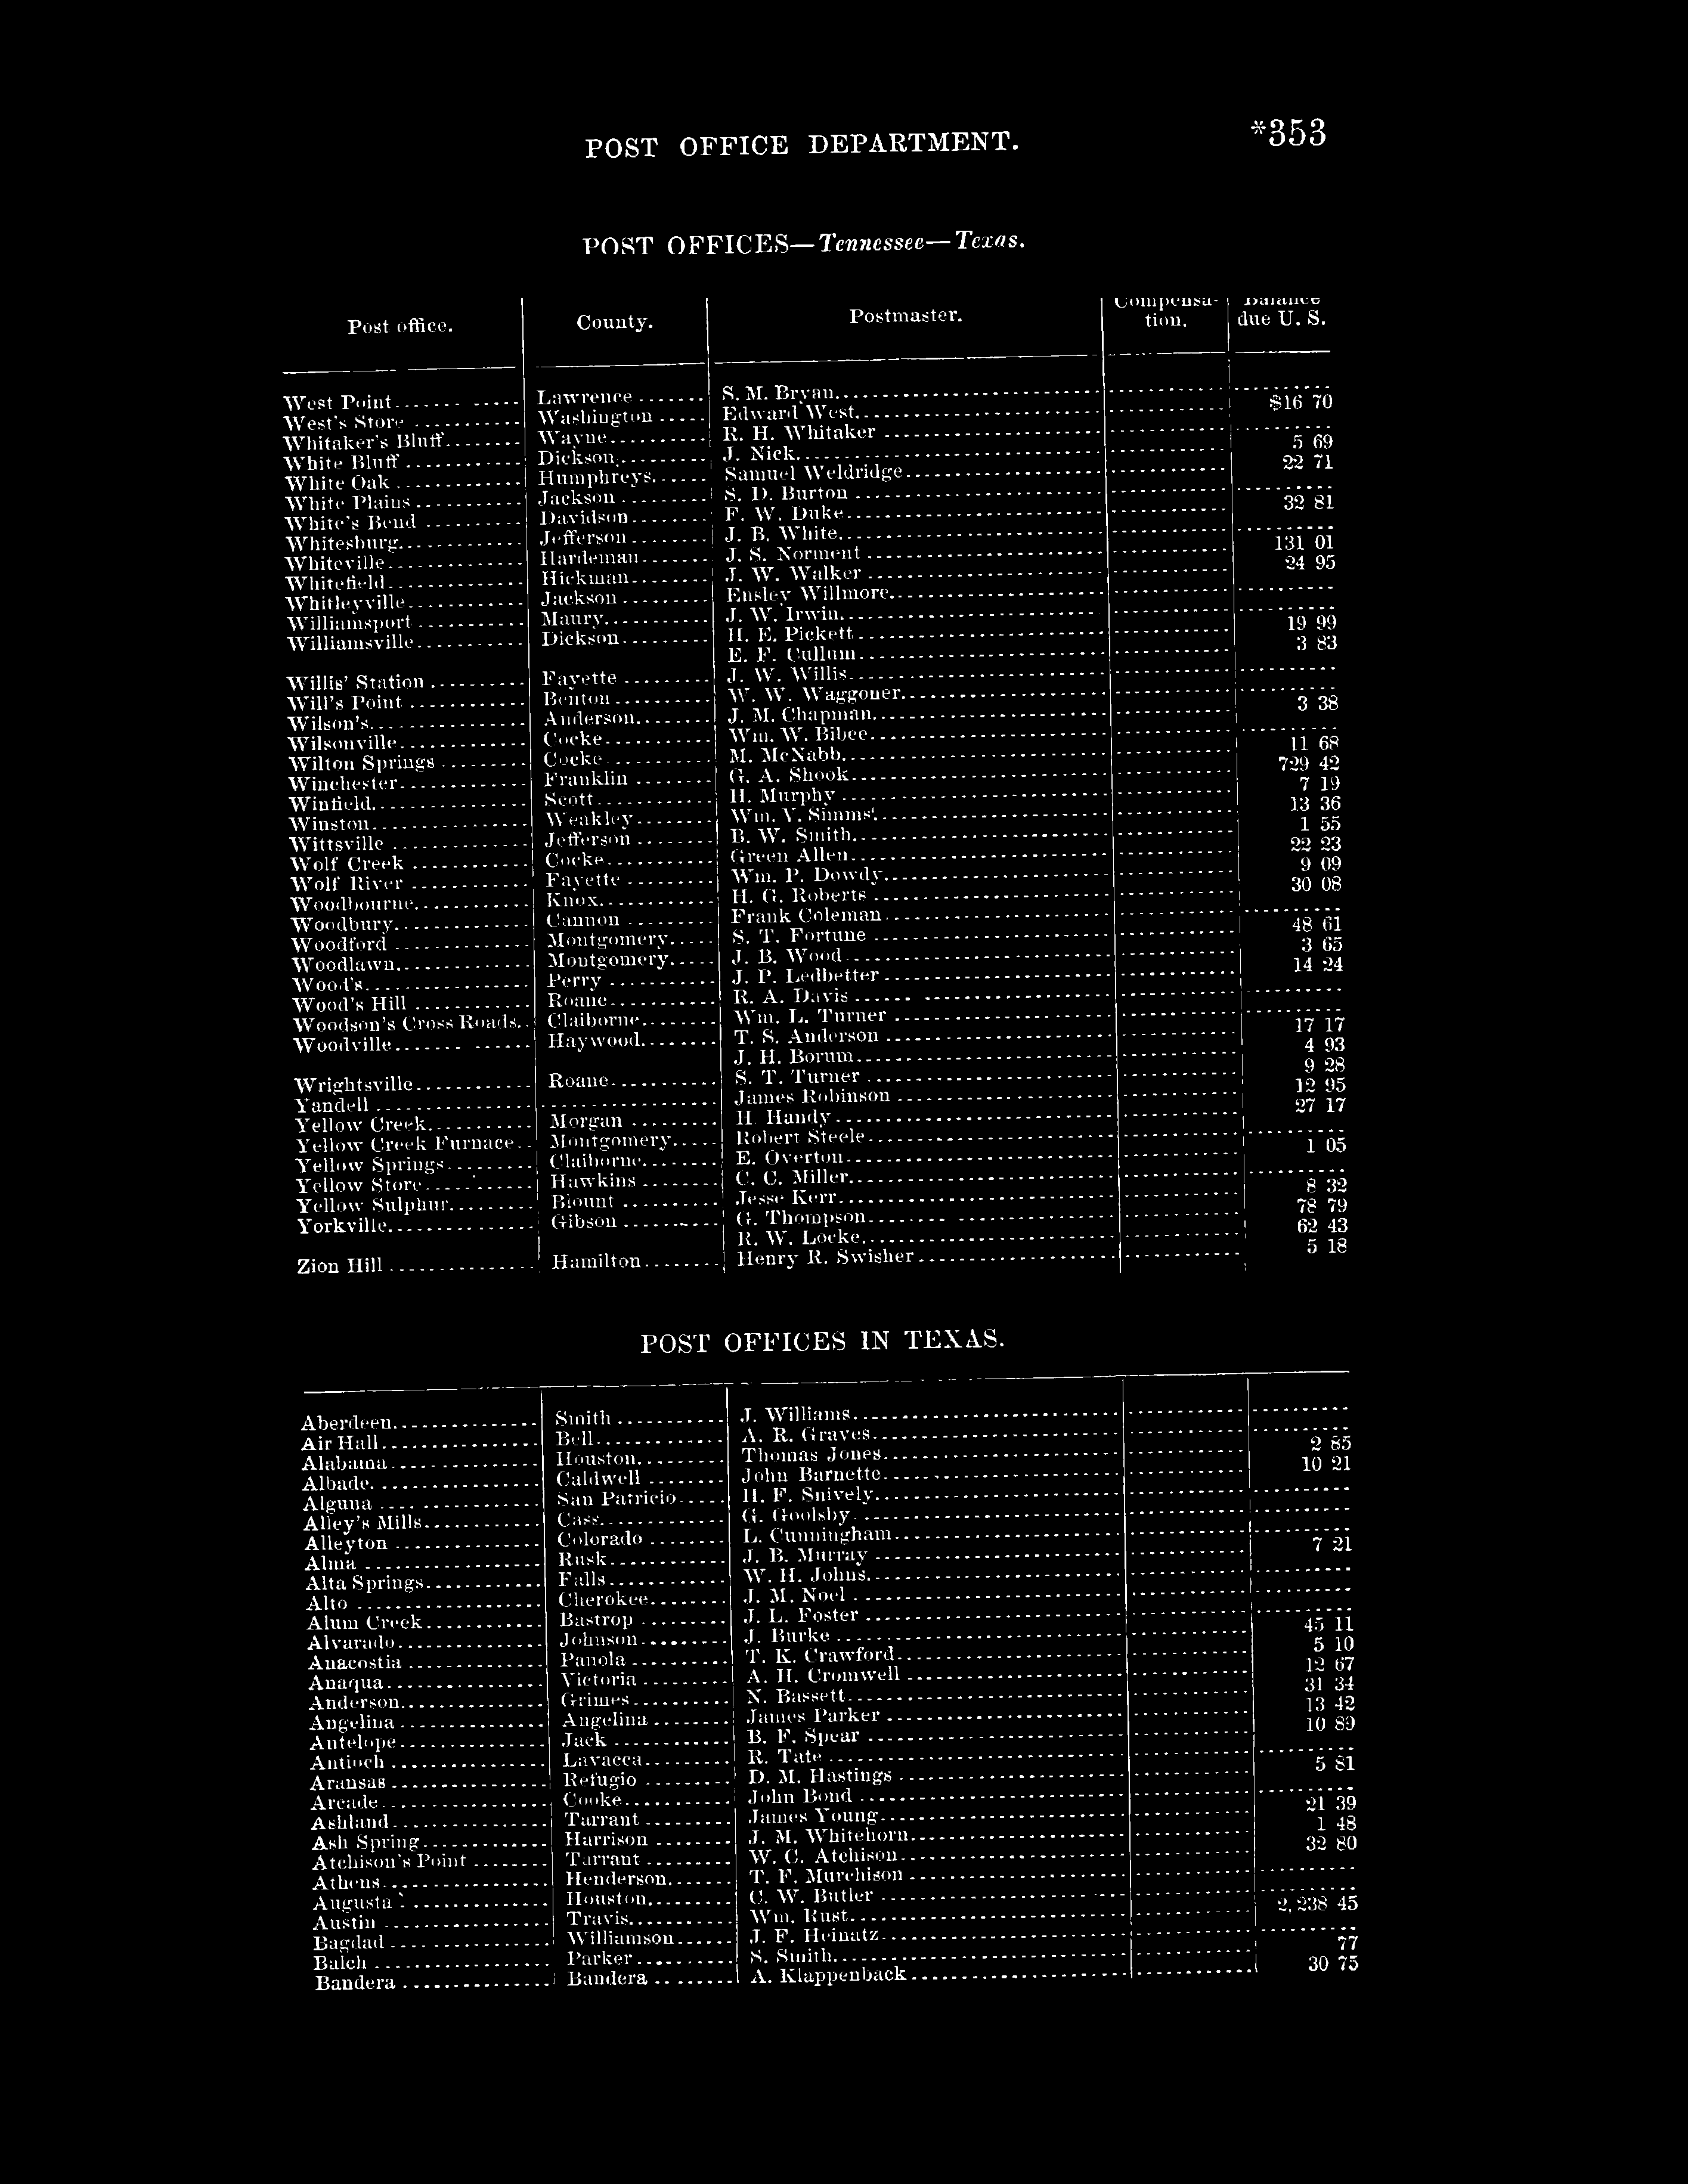 POST OFFICE DEPARTMENT. *353
POST OFFICES—Tennessee—Texas.
Post office. County. Postmaster. Compensation. Balance due U. S.
West Point Lawrence S. M. Bryan
West's Store Washington Edward West $16 70
Whitaker's Bluff Wayne R. H. Whitaker
White Bluff Dickson J. Nick 5 69
White Oak Humphreys Samuel Weldridge 22 71
White Plains Jackson S. D. Burton
White's Bend Davidson F. W. Duke 32 81
Whitesburg Jefferson J. B. White
Whiteville Hardeman J. S. Norment 131 01
Whitefield Hickman J. W. Walker 24 95
Whitleyville Jackson Ensley Willmore
Williamsport Maury J. W. Irwin
Williamsville Dickson H. E. Pickett 19 99
E. F. Cullum 3 83
Willis' Station Fayette J. W. Willis
Will's Point Benton W. W. Waggoner
Wilson's Anderson J. M. Chapman 3 38
Wilsonville Cocke Wm. W. Bibee
Wilton Springs Cocke M. McNabb 11 68
Winchester Franklin G. A. Shook 729 42
Winfield Scott H. Murphy 7 19
Winston Weakley Wm. V. Simms 13 36
Wittsville Jefferson B. W. Smith 1 55
Wolf Creek Cocke Green Allen 22 23
Wolf River Fayette Wm. P. Dowdy 9 09
Woodbourne Knox H. G. Roberts 30 08
Woodbury Cannon Frank Coleman
Woodford Montgomery S. T. Fortune 48 61
Woodlawn Montgomery J. B. Wood 3 65
Wood's Perry J. P. Ledbetter 14 24
Wood's Hill Roane R. A. Davis
Woodson's Cross Roads Claiborne Wm. L. Turner
Woodville Haywood T. S. Anderson 17 17
J. H. Borum 4 93
Wrightsville Roane S. T. Turner 9 28
Yandell James Robinson 12 95
Yellow Creek Morgan H. Handy 27 17
Yellow Creek Furnace Montgomery Robert Steele
Yellow Springs Claiborne E. Overton 1 05
Yellow Store Hawkins C. C. Miller
Yellow Sulphur Blount Jesse Kerr 8 32
Yorkville Gibson G. Thompson 78 79
R. W. Locke 62 43
Zion Hill Hamilton Henry R. Swisher 5 18
POST OFFICES IN TEXAS.
Aberdeen Smith J. Williams
Air Hall Bell A. R. Graves
Alabama Houston Thomas Jones 2 85
Albade Caldwell John Barnette 10 21
Alguna San Patricio H. F. Snively
Alley's Mills Cass G. Goolsby
Alleyton Colorado L. Cunningham
Alma Rusk J. B. Murray 7 21
Alta Springs Falls W. H. Johns
Alto Cherokee J. M. Noel
Alum Creek Bastrop J. L. Foster
Alvarado Johnson J. Burke 45 11
Anacostia Panola T. K. Crawford 5 10
Anaqua Victoria A. H. Cromwell 12 67
Anderson Grimes N. Bassett 31 34
Angelina Angelina James Parker 13 42
Antelope Jack B. F. Spear 10 89
Antioch Lavacca R. Tate
Aransas Refugio D. M. Hastings 5 81
Arcade Cooke John Bond
Ashland Tarrant James Young 21 39
Ash Spring Harrison J. M. Whitehorn 1 48
Atchison's Point Tarrant W. C. Atchison 32 80
Athens Henderson T. F. Murchison
Augusta Houston C. W. Butler
Austin Travis Wm. Rust 2,238 45
Bagdad Williamson J. F. Heinatz
Balch Parker S. Smith 77
Bandera Bandera A. Klappenback 30 75